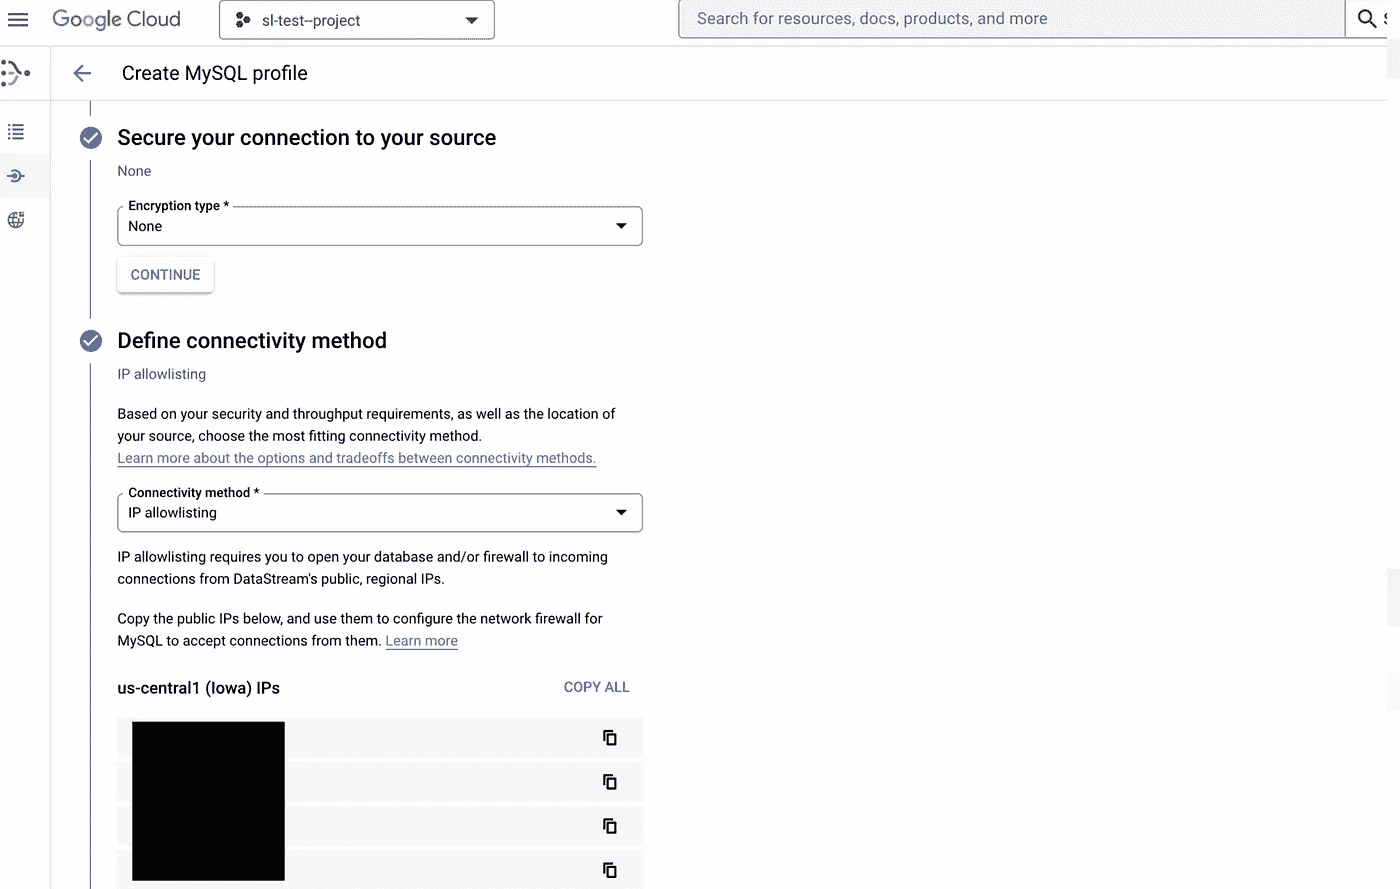 Google Cloud
sl-test--project
Search for resources, docs, products, and more
Create MySQL profile
Secure your connection to your source
None
Encryption type *
None
CONTINUE
Define connectivity method
IP allowlisting
Based on your security and throughput requirements, as well as the location of
your source, choose the most fitting connectivity method.
Learn more about the options and tradeoffs between connectivity methods.
Connectivity method *
IP allowlisting
IP allowlisting requires you to open your database and/or firewall to incoming
connections from DataStream's public, regional IPs.
Copy the public IPs below, and use them to configure the network firewall for
MySQL to accept connections from them. Learn more
us-central1 (Iowa) IPs
COPY ALL